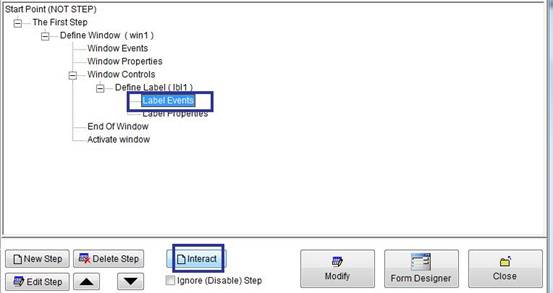 Start Point (NOT STEP)
The First Step
Define Window ( win1 )
Window Events
Window Properties
Window Controls
Define Label ( lbl1 )
Label Events
Label Properties
End Of Window
Activate window
New Step
Delete Step
Interact
Edit Step
Ignore (Disable) Step
Modify
Form Designer
Close